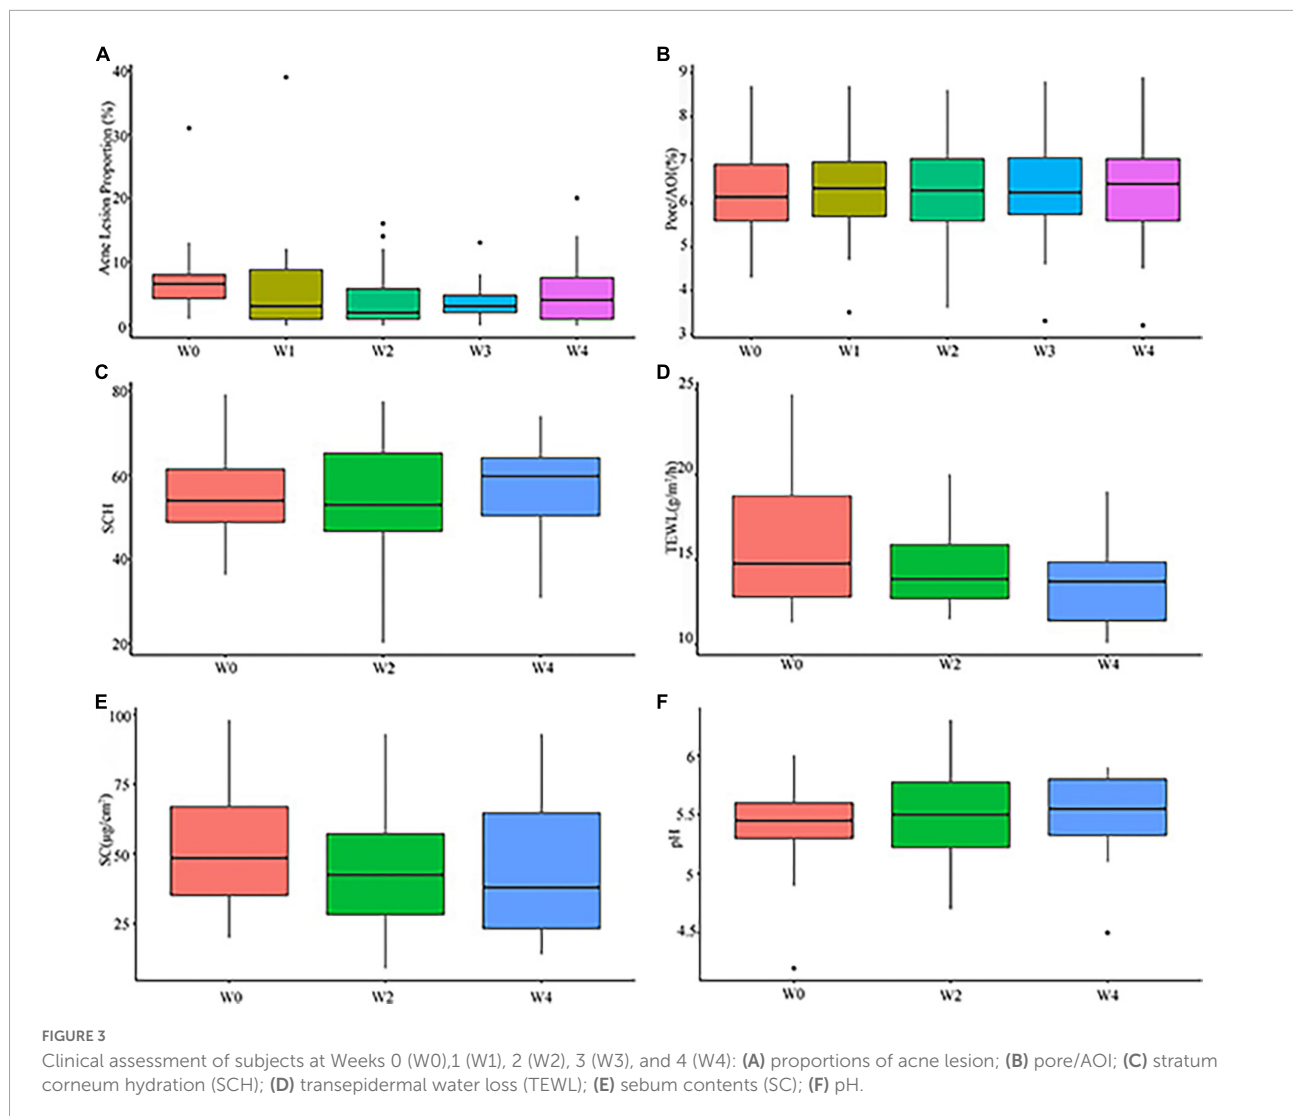 A
B
40
30
20
10
0
Acne Lesion Proportion (%)
W0 W1 W2 W3 W4
9
8
7
6
5
4
3
Pore/AOI(%)
W0 W1 W2 W3 W4
C
D
80
60
40
20
SCH
W0 W2 W4
25
20
15
10
TEWL(g/m²/h)
W0 W2 W4
E
F
100
75
50
25
SC(μg/cm²)
W0 W2 W4
6
5.5
5
4.5
pH
W0 W2 W4
FIGURE 3
Clinical assessment of subjects at Weeks 0 (W0),1 (W1), 2 (W2), 3 (W3), and 4 (W4): (A) proportions of acne lesion; (B) pore/AOI; (C) stratum
corneum hydration (SCH); (D) transepidermal water loss (TEWL); (E) sebum contents (SC); (F) pH.